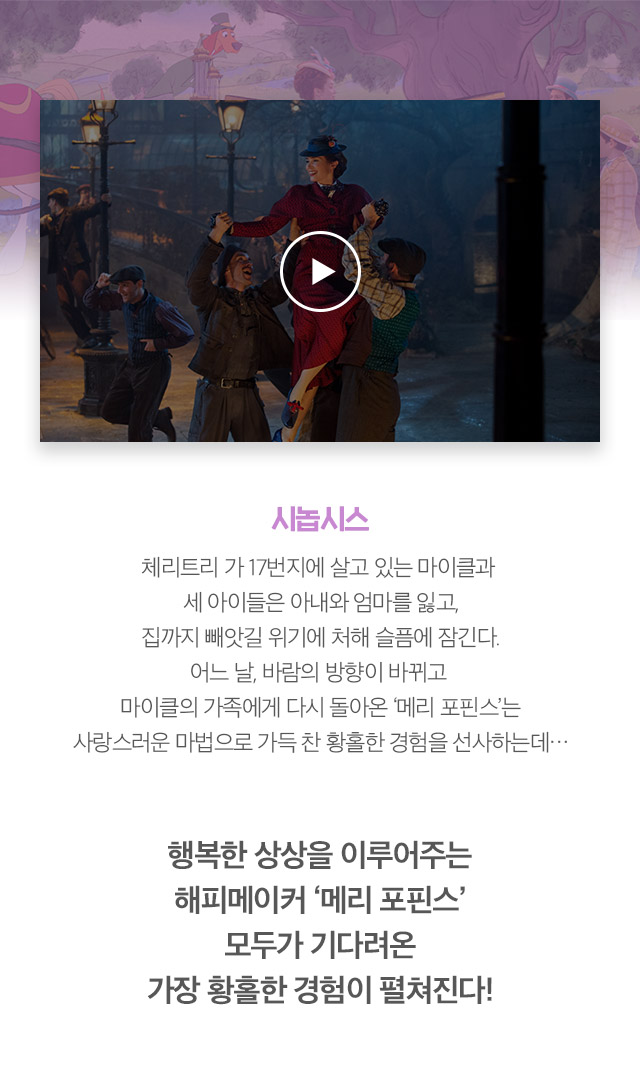 시놉시스
체리트리 가 17번지에 살고 있는 마이클과
세 아이들은 아내와 엄마를 잃고,
집까지 빼앗길 위기에 처해 슬픔에 잠긴다.
어느 날, 바람의 방향이 바뀌고
마이클의 가족에게 다시 돌아온 ‘메리 포핀스’는
사랑스러운 마법으로 가득 찬 황홀한 경험을 선사하는데…
행복한 상상을 이루어주는
해피메이커 ‘메리 포핀스’
모두가 기다려온
가장 황홀한 경험이 펼쳐진다!